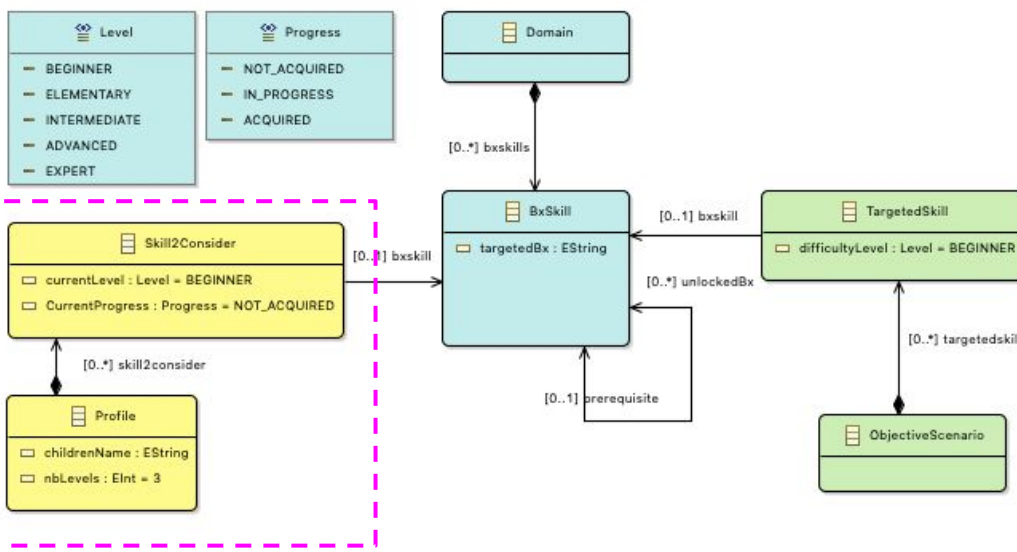 Level
BEGINNER
ELEMENTARY
INTERMEDIATE
ADVANCED
EXPERT
Progress
NOT_ACQUIRED
IN_PROGRESS
ACQUIRED
Domain
[0..*] bxskills
BxSkill
targetedBx : EString
[0..1] bxskill
TargetedSkill
difficultyLevel : Level = BEGINNER
[0..*] unlockedBx
[0..1] prerequisite
[0..*] targetedskil
ObjectiveScenario
Skill2Consider
currentLevel : Level = BEGINNER
CurrentProgress : Progress = NOT_ACQUIRED
[0..1] bxskill
[0..*] skill2consider
Profile
childrenName : EString
nbLevels : EInt = 3